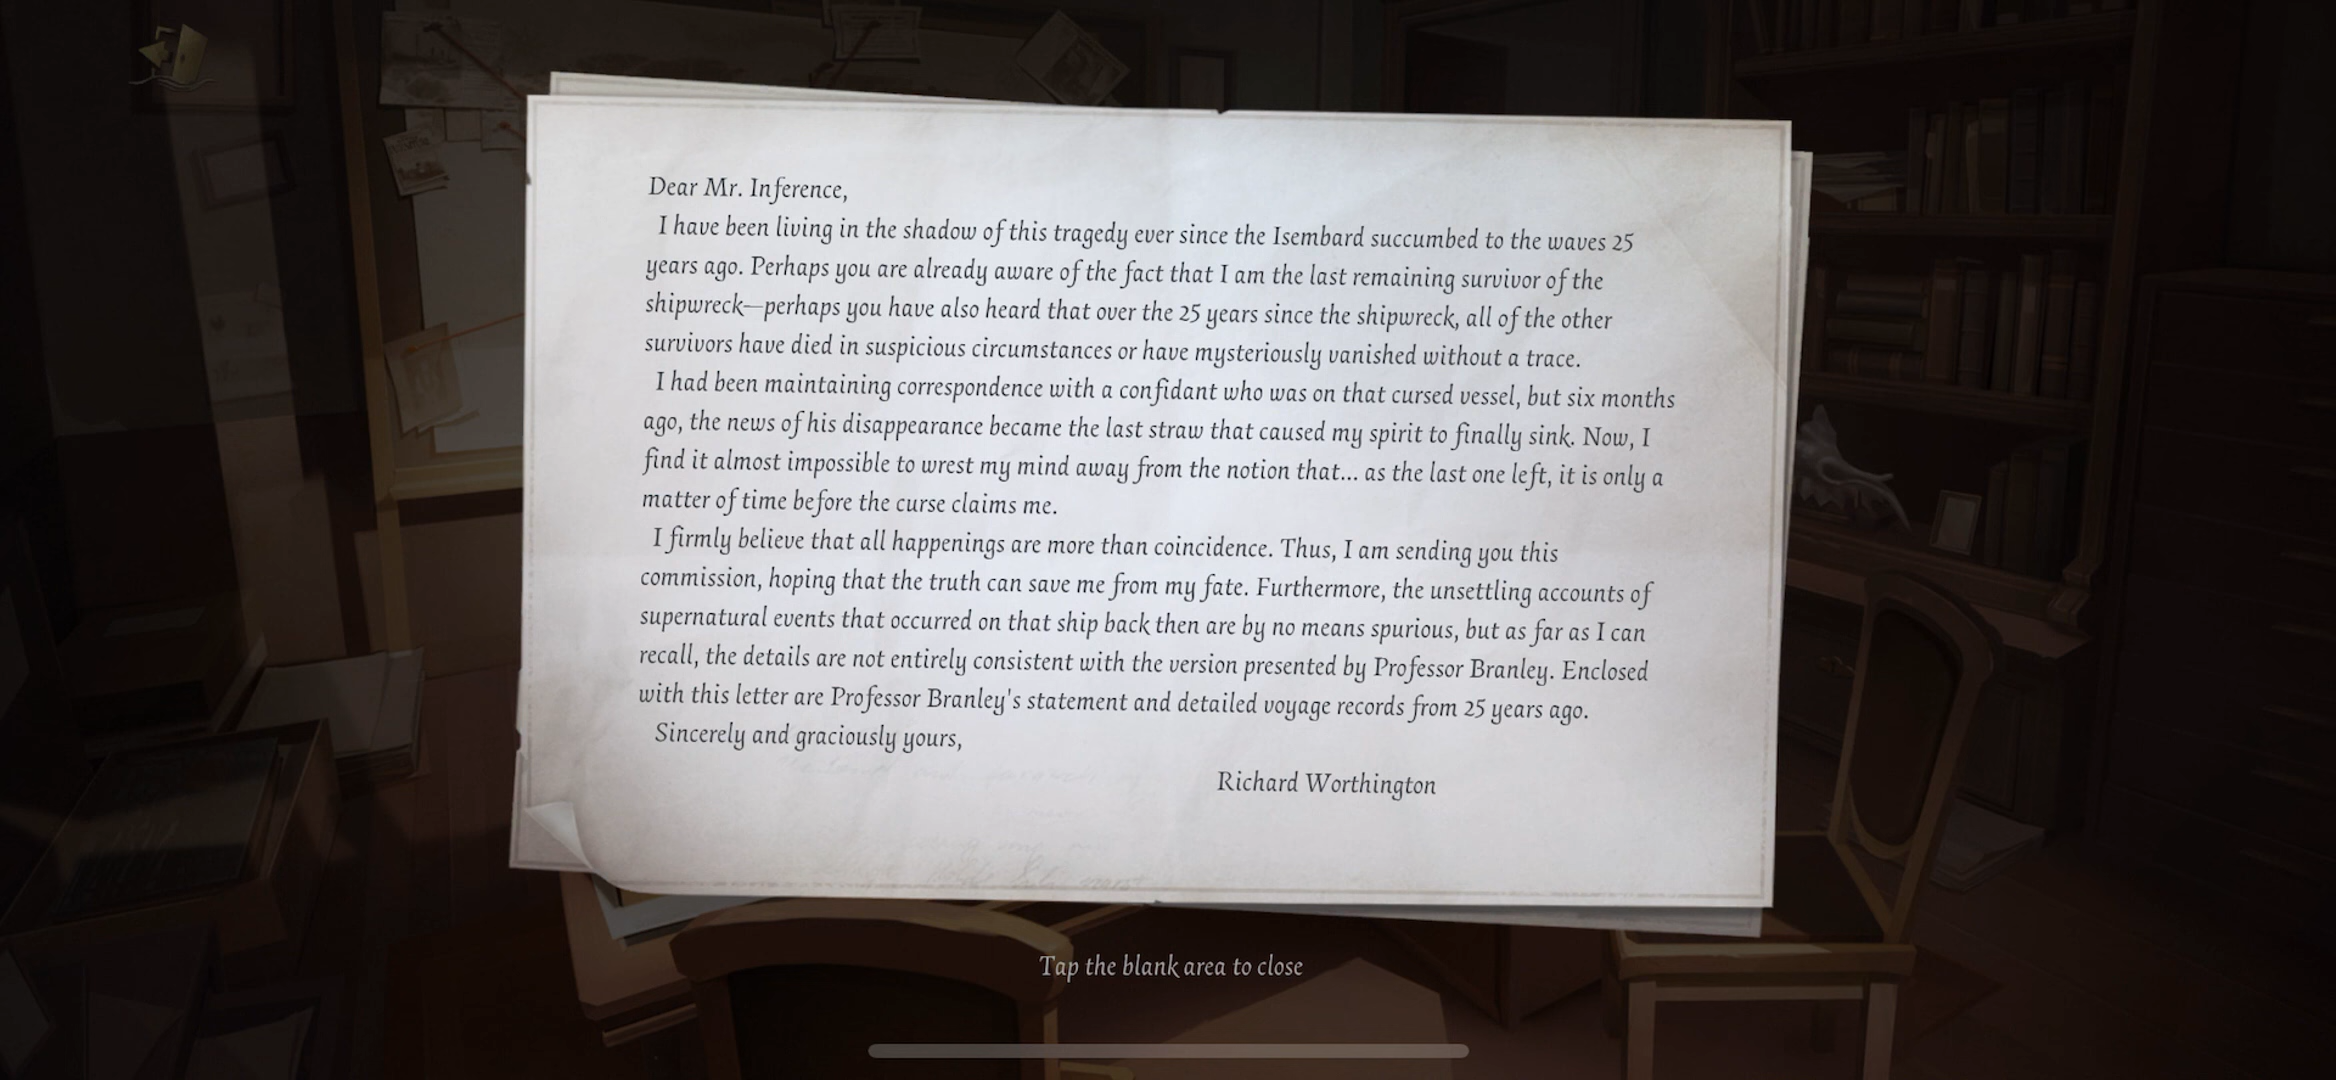 Dear Mr. Inference,
I have been living in the shadow of this tragedy ever since the Isembard succumbed to the waves 25
years ago. Perhaps you are already aware of the fact that I am the last remaining survivor of the
shipwreck—perhaps you have also heard that over the 25 years since the shipwreck, all of the other
survivors have died in suspicious circumstances or have mysteriously vanished without a trace.
I had been maintaining correspondence with a confidant who was on that cursed vessel, but six months
ago, the news of his disappearance became the last straw that caused my spirit to finally sink. Now, I
find it almost impossible to wrest my mind away from the notion that... as the last one left, it is only a
matter of time before the curse claims me.
I firmly believe that all happenings are more than coincidence. Thus, I am sending you this
commission, hoping that the truth can save me from my fate. Furthermore, the unsettling accounts of
supernatural events that occurred on that ship back then are by no means spurious, but as far as I can
recall, the details are not entirely consistent with the version presented by Professor Branley. Enclosed
with this letter are Professor Branley's statement and detailed voyage records from 25 years ago.
Sincerely and graciously yours,
Richard Worthington
Tap the blank area to close